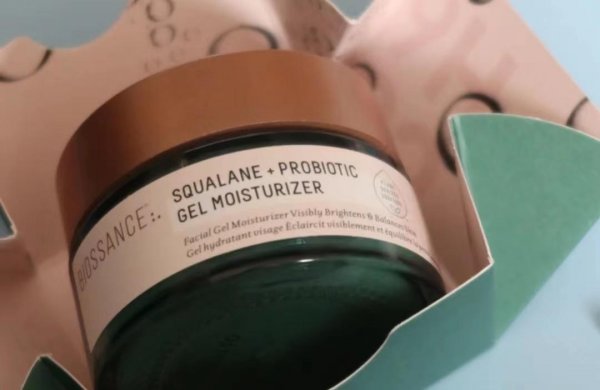 BIOSSANCE:.
SQUALANE + PROBIOTIC
GEL MOISTURIZER
Facial Gel Moisturizer Visibly Brightens & Balances
Gel hydratant visage Éclaircit visiblement et équilibre